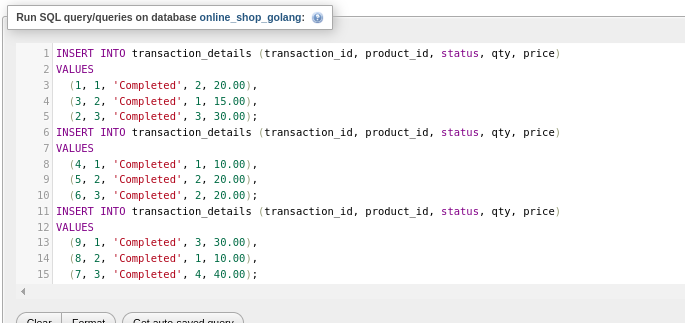 Run SQL query/queries on database online_shop_golang:
1 INSERT INTO transaction_details (transaction_id, product_id, status, qty, price)
2 VALUES
3 (1, 1, 'Completed', 2, 20.00),
4 (3, 2, 'Completed', 1, 15.00),
5 (2, 3, 'Completed', 3, 30.00);
6 INSERT INTO transaction_details (transaction_id, product_id, status, qty, price)
7 VALUES
8 (4, 1, 'Completed', 1, 10.00),
9 (5, 2, 'Completed', 2, 20.00),
10 (6, 3, 'Completed', 2, 20.00);
11 INSERT INTO transaction_details (transaction_id, product_id, status, qty, price)
12 VALUES
13 (9, 1, 'Completed', 3, 30.00),
14 (8, 2, 'Completed', 1, 10.00),
15 (7, 3, 'Completed', 4, 40.00);
Clear Format Get auto-saved query